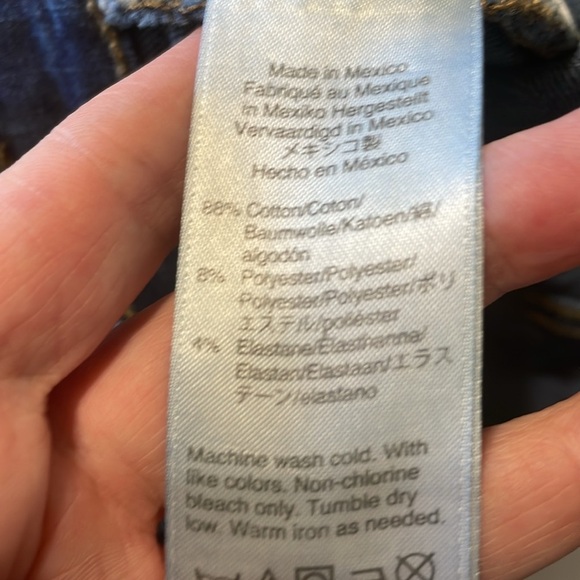 Made in Mexico
Fabriqué au Mexique
in Mexiko Hergestellt
Vervaardigd in Mexico
メキシコ製
Hecho en México
88% Cotton/Coton/
Baumwolle/Katoen/綿/
algodón
8% Polyester/Polyester/
Polyester/Polyester/ポリ
エステル/poliéster
4% Elastane/Elasthanne/
Elastan/Elastaan/エラス
テーン/elastano
Machine wash cold. With
like colors. Non-chlorine
bleach only. Tumble dry
low. Warm iron as needed.